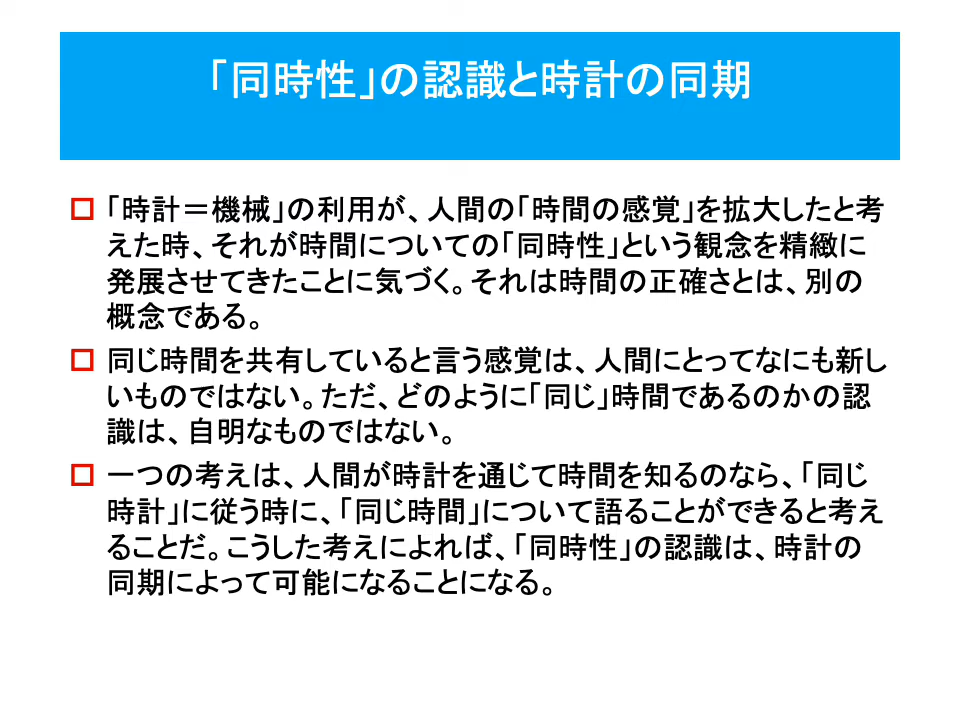 「同時性」の認識と時計の同期
「時計＝機械」の利用が、人間の「時間の感覚」を拡大したと考
えた時、それが時間についての「同時性」という観念を精緻に
発展させてきたことに気づく。それは時間の正確さとは、別の
概念である。
同じ時間を共有していると言う感覚は、人間にとってなにも新し
いものではない。ただ、どのように「同じ」時間であるのかの認
識は、自明なものではない。
一つの考えは、人間が時計を通じて時間を知るのなら、「同じ
時計」に従う時に、「同じ時間」について語ることができると考え
ることだ。こうした考えによれば、「同時性」の認識は、時計の
同期によって可能になることになる。